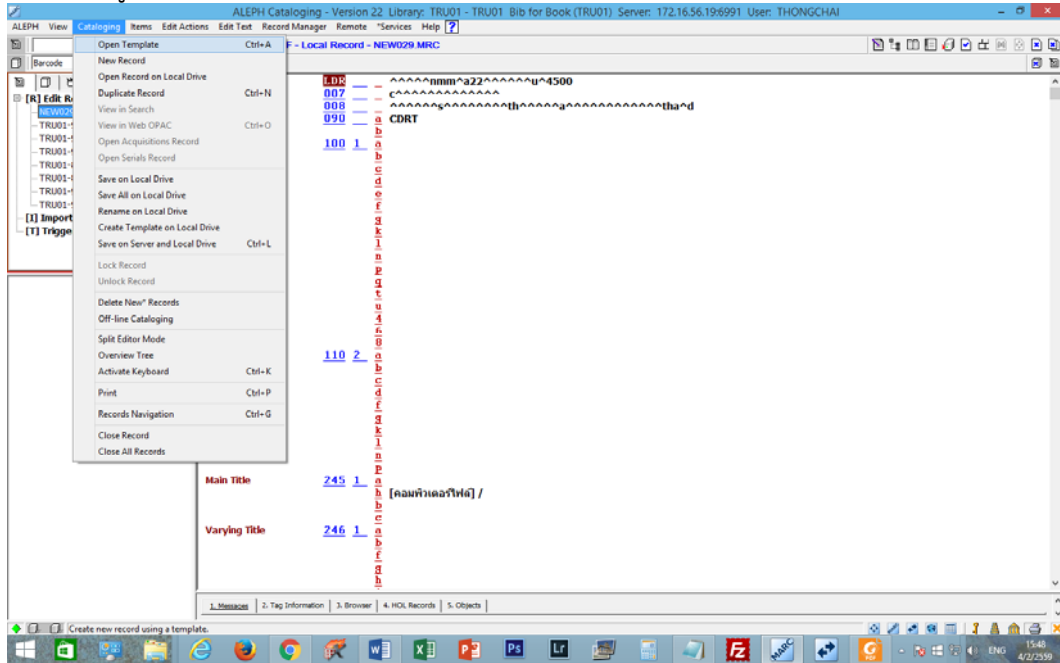 ALEPH Cataloging - Version 22 Library: TRU01 - TRU01 Bib for Book (TRU01) Server: 172.16.56.19:6991 User: THONGCHAI
ALEPH View Cataloging Items Edit Actions Edit Text Record Manager Remote "Services Help ?
F - Local Record - NEW029.MRC
Barcode
[R] Edit R
NEW029
TRU01-
TRU01-
TRU01-
TRU01-
TRU01-
TRU01-
TRU01-
[I] Import
[T] Trigge
Open Template Ctrl+A
New Record
Open Record on Local Drive
Duplicate Record Ctrl+N
View in Search
View in Web OPAC Ctrl+O
Open Acquisitions Record
Open Serials Record
Save on Local Drive
Save All on Local Drive
Rename on Local Drive
Create Template on Local Drive
Save on Server and Local Drive Ctrl+L
Lock Record
Unlock Record
Delete New* Records
Off-line Cataloging
Split Editor Mode
Overview Tree
Activate Keyboard Ctrl+K
Print Ctrl+P
Records Navigation Ctrl+G
Close Record
Close All Records
LDR ^^^^^nmm^a22^^^^^^u^4500
007 c^^^^^^^^^^^^^
008 ^^^^^^s^^^^^^^^th^^^^^a^^^^^^^^^^^^^tha^d
090 a CDRT
b
100 1 a
b
c
d
e
f
g
k
l
n
p
q
t
u
4
6
8
110 2 a
b
c
d
f
g
k
l
n
p
Main Title 245 1 a
h [คอมพิวเตอร์ไฟล์] /
b
c
Varying Title 246 1 a
b
f
g
h
1. Messages 2. Tag Information 3. Browser 4. HOL Records 5. Objects
Create new record using a template.
ENG 15:48
4/2/2559